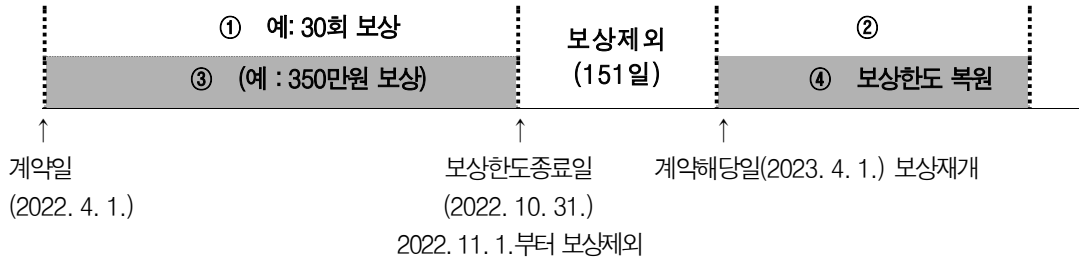 ① 예: 30회 보상
보상제외
(151일)
②
③ (예 : 350만원 보상)
④ 보상한도 복원
↑ ↑ ↑
계약일
(2022. 4. 1.)
보상한도종료일
(2022. 10. 31.)
2022. 11. 1.부터 보상제외
계약해당일(2023. 4. 1.) 보상재개